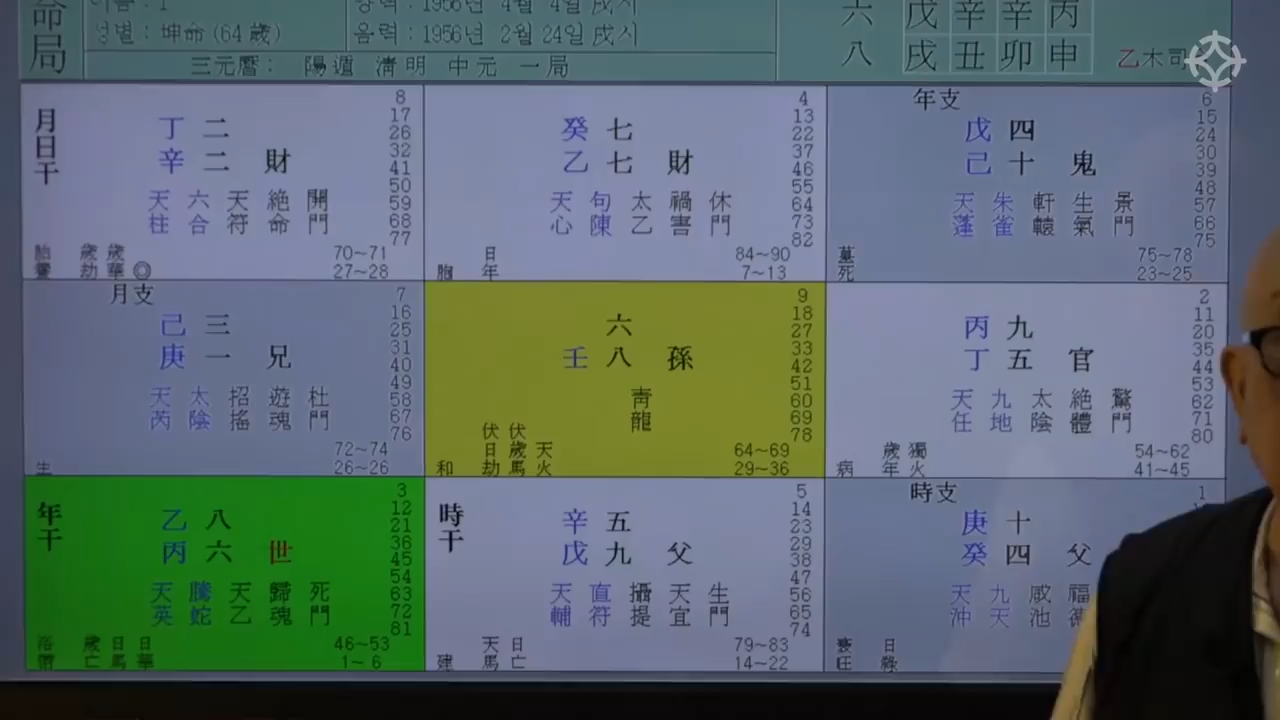 命
局
이름 : 1
성별 : 坤命 (64 歲)
양력 : 1956년 4월 4일 戌시
음력 : 1956년 2월 24일 戌시
三元曆: 陽遁 淸明 中元 一局
六 戊 辛 辛 丙
八 戌 丑 卯 申
乙木司
月日干
丁 二
辛 二 財
天 六 天 絶 開
柱 合 符 命 門
8
17
26
32
41
50
59
68
77
胎 歲 歲
劫 華 ◎
70~71
27~28
癸 七
乙 七 財
天 句 太 禍 休
心 陳 乙 害 門
4
13
22
37
46
55
64
73
82
日
年
84~90
7~13
年支
戊 四
己 十 鬼
天 朱 軒 生 景
蓬 雀 轅 氣 門
6
15
24
30
39
48
57
66
75
墓
死
75~78
23~25
月支
己 三
庚 一 兄
天 太 招 遊 杜
芮 陰 搖 魂 門
7
16
25
31
40
49
58
67
76
生
72~74
26~26
六
壬 八 孫
靑
龍
9
18
27
33
42
51
60
69
78
伏 伏
日 歲 天
和 劫 馬 火
64~69
29~36
丙 九
丁 五 官
天 九 太 絶 驚
任 地 陰 體 門
2
11
20
35
44
53
62
71
80
歲 獨
病 年 火
54~62
41~45
年干
乙 八
丙 六 世
天 騰 天 歸 死
英 蛇 乙 魂 門
3
12
21
36
45
54
63
72
81
浴 歲 日 日
帶 亡 馬 華
46~53
1~6
時干
辛 五
戊 九 父
天 直 攝 天 生
輔 符 提 宜 門
5
14
23
29
38
47
56
65
74
天 日
建 馬 亡
79~83
14~22
時支
庚 十
癸 四 父
天 九 咸 福
沖 天 池 德
1
衰 日
旺 祿